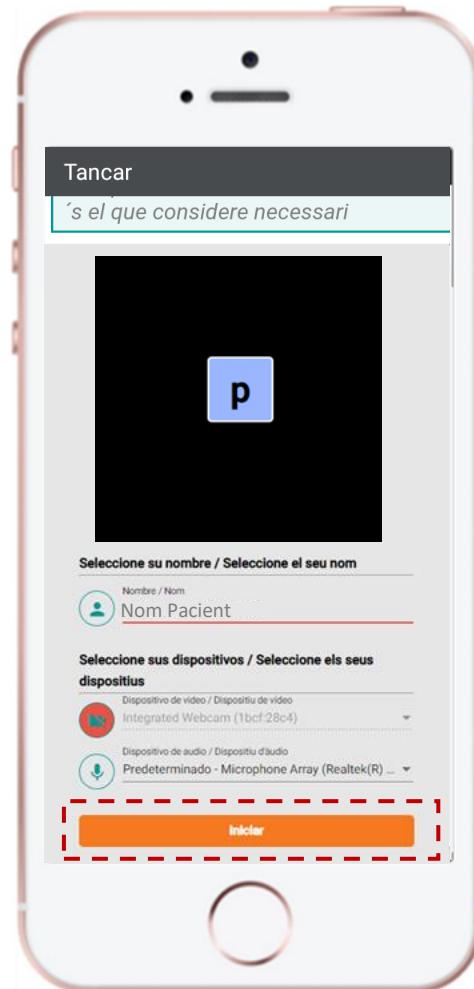 Tancar
´s el que considere necessari
p
Seleccione su nombre / Seleccione el seu nom
Nombre / Nom
Nom Pacient
Seleccione sus dispositivos / Seleccione els seus
dispositius
Dispositivo de video / Dispositiu de vídeo
Integrated Webcam (1bcf:28c4)
Dispositivo de audio / Dispositiu d'àudio
Predeterminado - Microphone Array (Realtek(R) ...
Iniciar